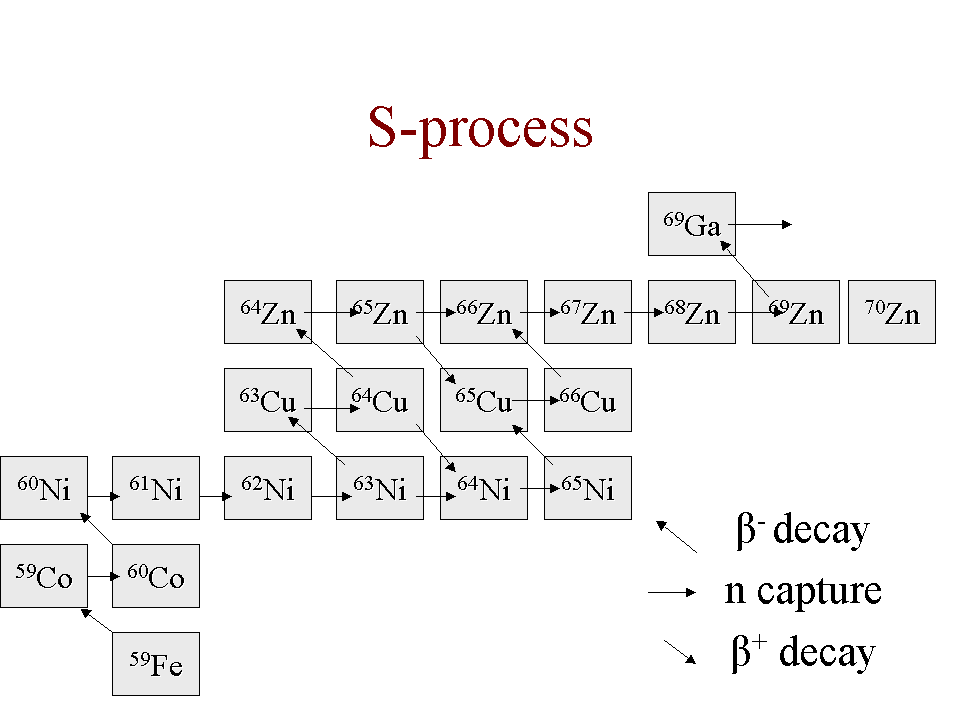 S-process
⁶⁹Ga
⁶⁴Zn ⁶⁵Zn ⁶⁶Zn ⁶⁷Zn ⁶⁸Zn ⁶⁹Zn ⁷⁰Zn
⁶³Cu ⁶⁴Cu ⁶⁵Cu ⁶⁶Cu
⁶⁰Ni ⁶¹Ni ⁶²Ni ⁶³Ni ⁶⁴Ni ⁶⁵Ni
⁵⁹Co ⁶⁰Co
⁵⁹Fe
β⁻ decay
n capture
β⁺ decay